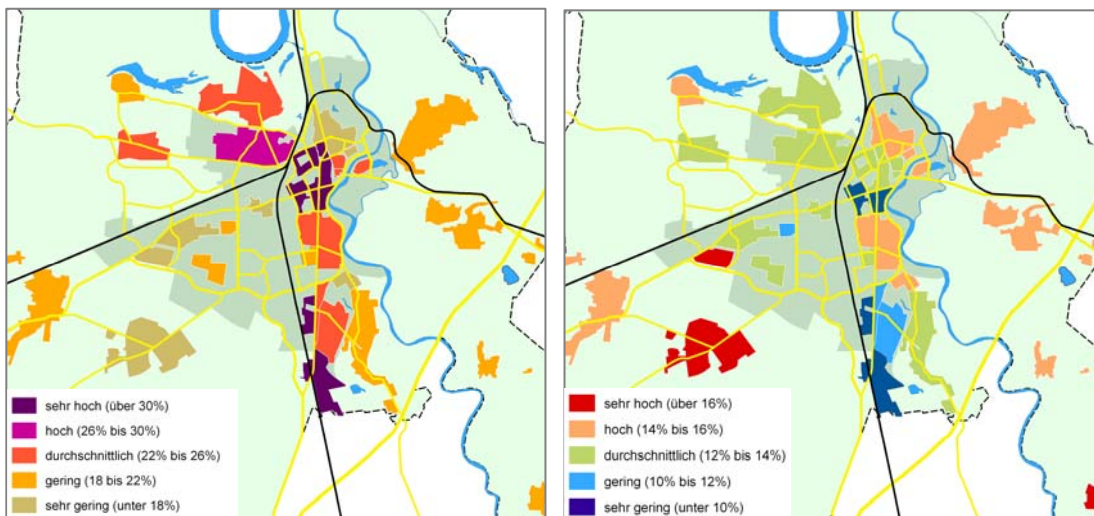 sehr hoch (über 30%)
hoch (26% bis 30%)
durchschnittlich (22% bis 26%)
gering (18 bis 22%)
sehr gering (unter 18%)
sehr hoch (über 16%)
hoch (14% bis 16%)
durchschnittlich (12% bis 14%)
gering (10% bis 12%)
sehr gering (unter 10%)